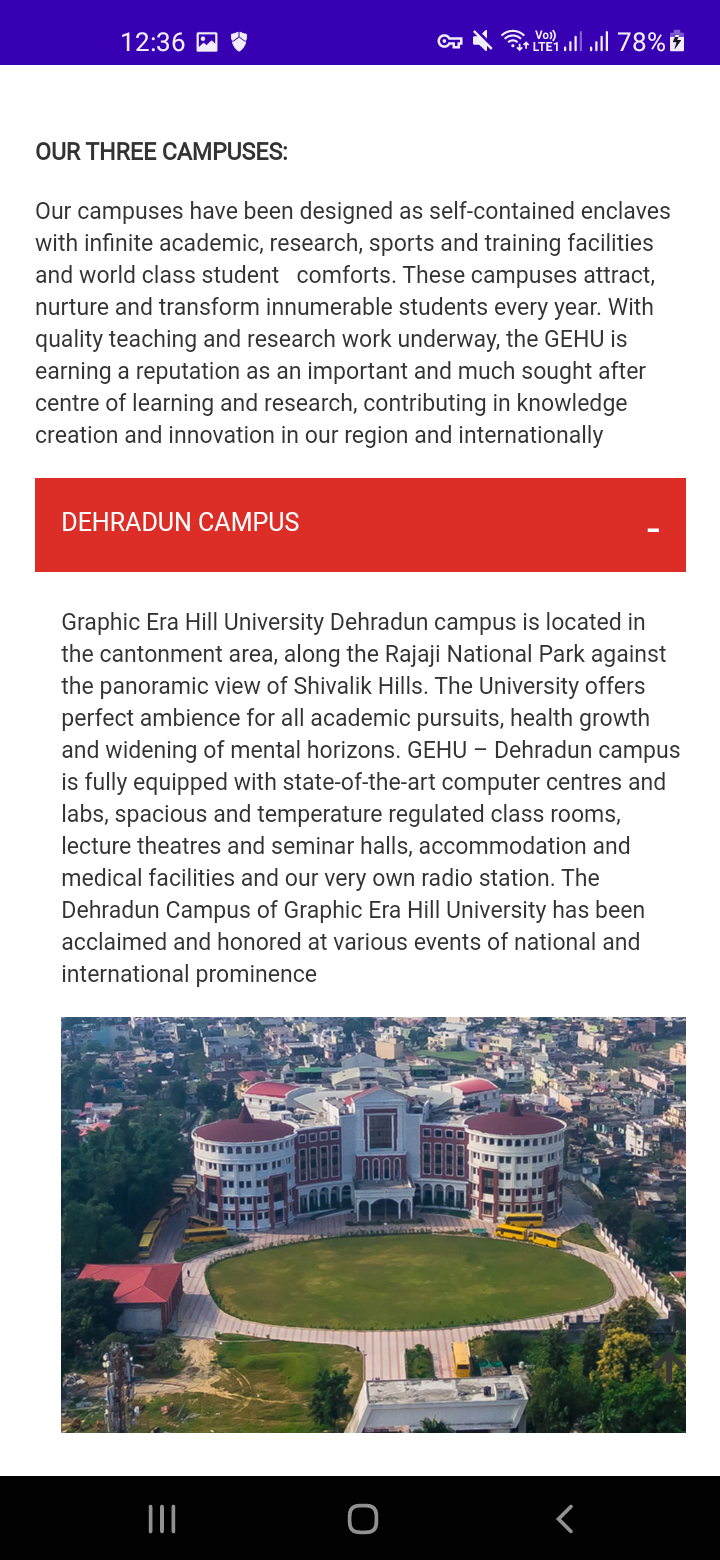 12:36
Vo))
LTE1
78%
OUR THREE CAMPUSES:
Our campuses have been designed as self-contained enclaves
with infinite academic, research, sports and training facilities
and world class student   comforts. These campuses attract,
nurture and transform innumerable students every year. With
quality teaching and research work underway, the GEHU is
earning a reputation as an important and much sought after
centre of learning and research, contributing in knowledge
creation and innovation in our region and internationally
DEHRADUN CAMPUS -
Graphic Era Hill University Dehradun campus is located in
the cantonment area, along the Rajaji National Park against
the panoramic view of Shivalik Hills. The University offers
perfect ambience for all academic pursuits, health growth
and widening of mental horizons. GEHU – Dehradun campus
is fully equipped with state-of-the-art computer centres and
labs, spacious and temperature regulated class rooms,
lecture theatres and seminar halls, accommodation and
medical facilities and our very own radio station. The
Dehradun Campus of Graphic Era Hill University has been
acclaimed and honored at various events of national and
international prominence